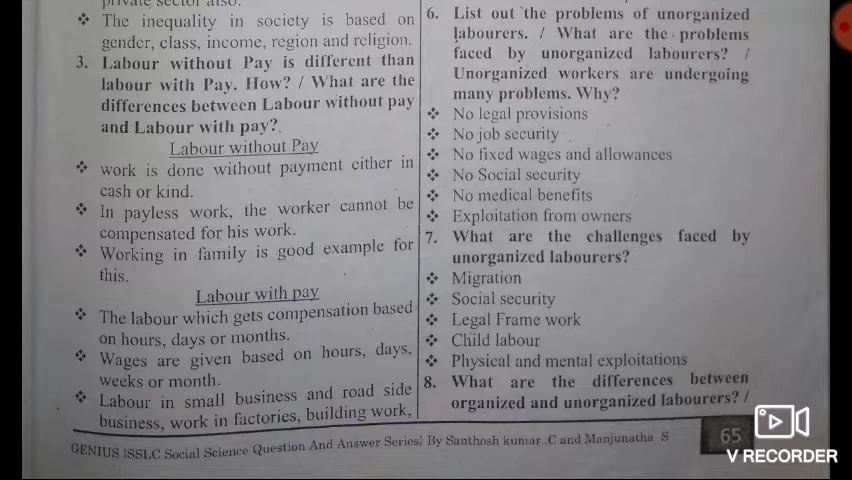 private sector also.
❖ The inequality in society is based on
gender, class, income, region and religion.
3. Labour without Pay is different than
labour with Pay. How? / What are the
differences between Labour without pay
and Labour with pay?
Labour without Pay
❖ work is done without payment either in
cash or kind.
❖ In payless work, the worker cannot be
compensated for his work.
❖ Working in family is good example for
this.
Labour with pay
❖ The labour which gets compensation based
on hours, days or months.
❖ Wages are given based on hours, days,
weeks or month.
❖ Labour in small business and road side
business, work in factories, building work,
6. List out the problems of unorganized
labourers. / What are the problems
faced by unorganized labourers? /
Unorganized workers are undergoing
many problems. Why?
❖ No legal provisions
❖ No job security
❖ No fixed wages and allowances
❖ No Social security
❖ No medical benefits
❖ Exploitation from owners
7. What are the challenges faced by
unorganized labourers?
❖ Migration
❖ Social security
❖ Legal Frame work
❖ Child labour
❖ Physical and mental exploitations
8. What are the differences between
organized and unorganized labourers? /
GENIUS |SSLC Social Science Question And Answer Series| By Santhosh kumar .C and Manjunatha S
65
V RECORDER